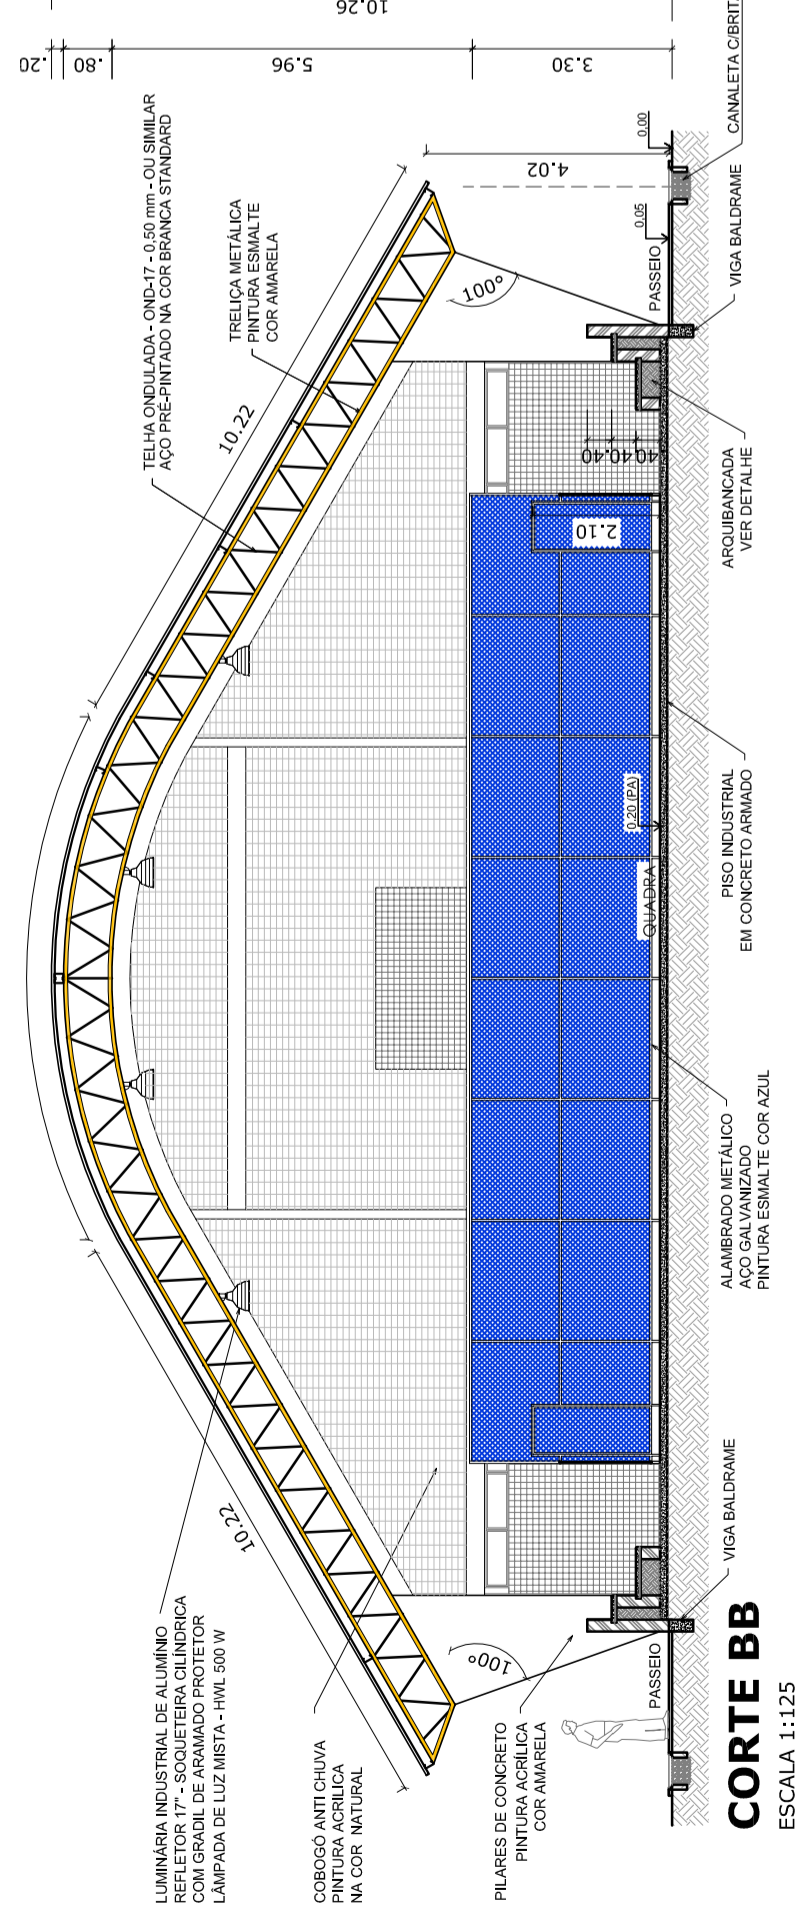 10.26
.20
.80
5.96
3.30
TELHA ONDULADA - OND-17 - 0.50 mm - OU SIMILAR
AÇO PRÉ-PINTADO NA COR BRANCA STANDARD
TRELIÇA METÁLICA
PINTURA ESMALTE
COR AMARELA
10.22
10.22
100°
100°
4.02
0,00
0,05
PASSEIO
CANALETA C/BRIT
VIGA BALDRAME
.40
.40
.40
2.10
ARQUIBANCADA
VER DETALHE
0,20 (PA)
QUADRA
PISO INDUSTRIAL
EM CONCRETO ARMADO
ALAMBRADO METÁLICO
AÇO GALVANIZADO
PINTURA ESMALTE COR AZUL
VIGA BALDRAME
LUMINÁRIA INDUSTRIAL DE ALUMÍNIO
REFLETOR 17" - SOQUETEIRA CILÍNDRICA
COM GRADIL DE ARAMADO PROTETOR
LÂMPADA DE LUZ MISTA - HWL 500 W
COBOGÓ ANTI CHUVA
PINTURA ACRILICA
NA COR NATURAL
PILARES DE CONCRETO
PINTURA ACRÍLICA
COR AMARELA
PASSEIO
CORTE BB
ESCALA 1:125